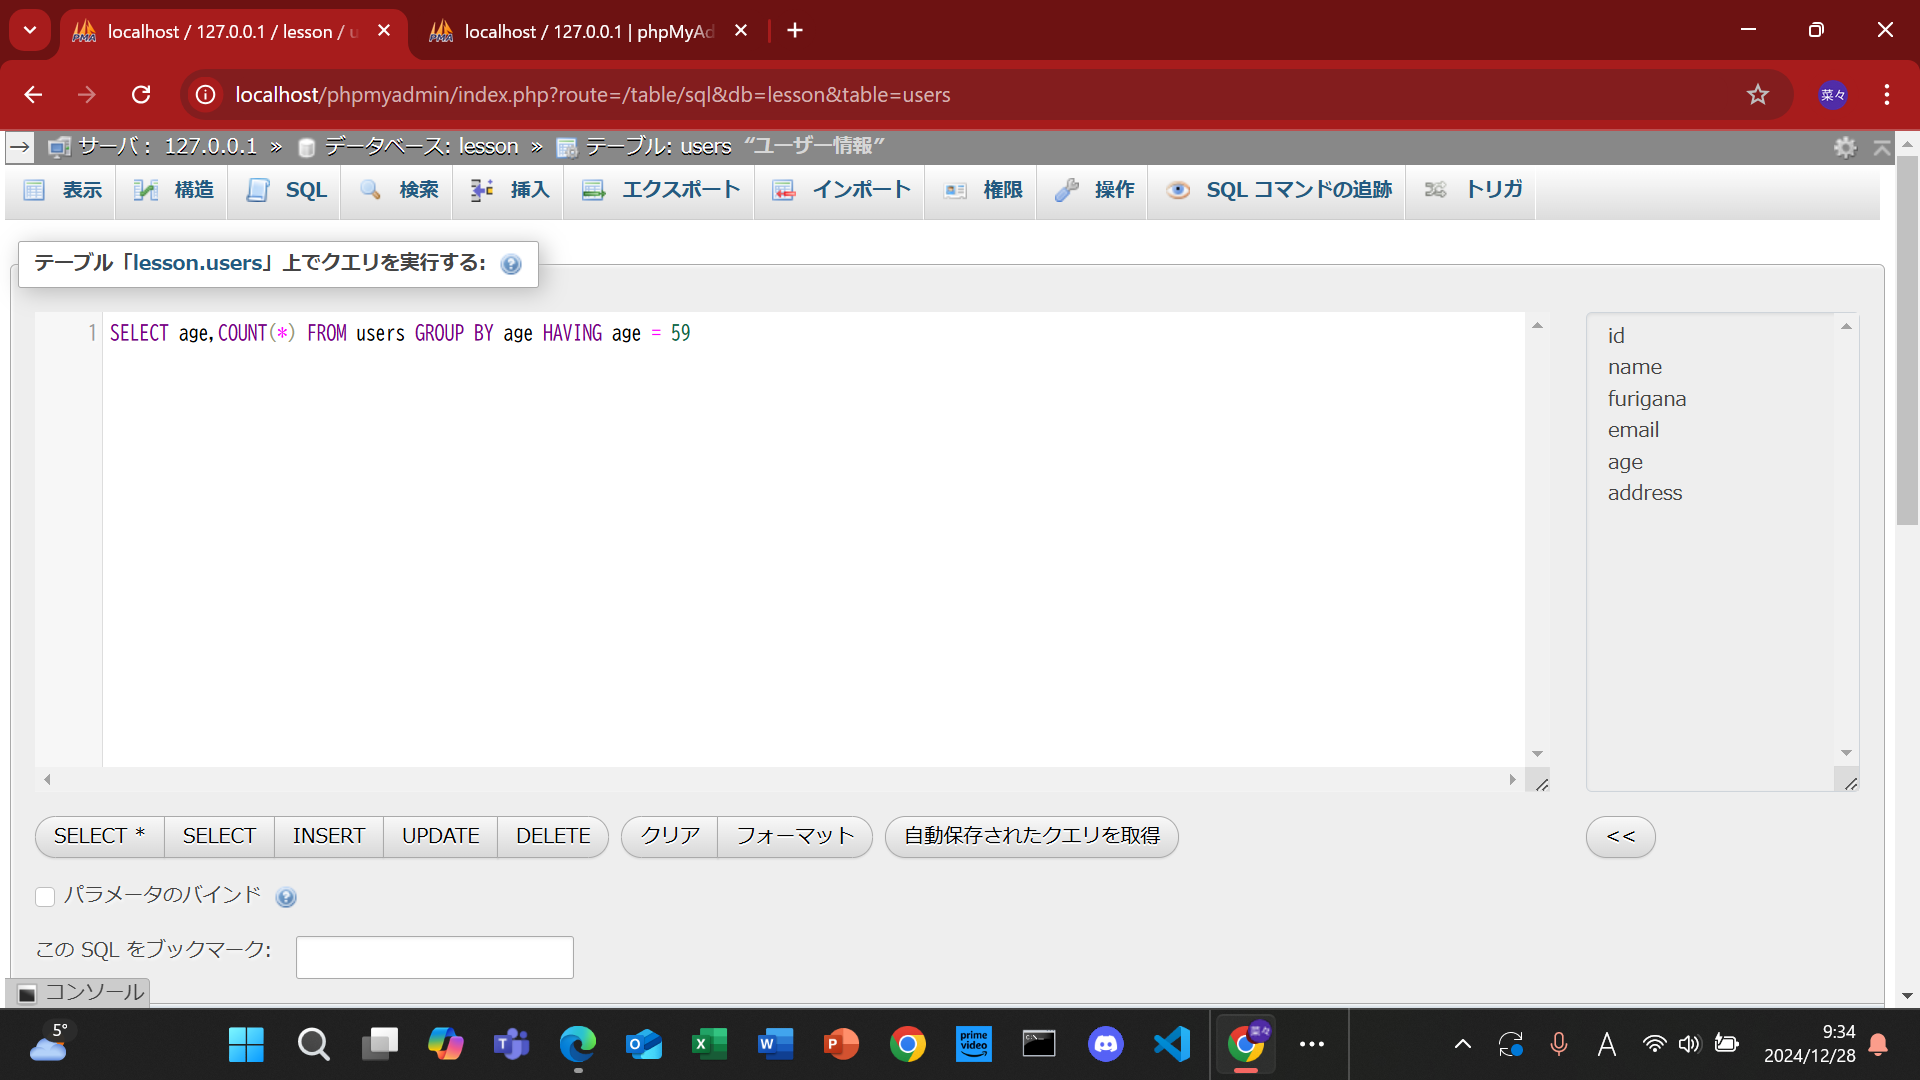 localhost / 127.0.0.1 / lesson / u
localhost / 127.0.0.1 | phpMyAd
localhost/phpmyadmin/index.php?route=/table/sql&db=lesson&table=users
菜々
サーバ: 127.0.0.1 » データベース: lesson » テーブル: users "ユーザー情報"
表示 構造 SQL 検索 挿入 エクスポート インポート 権限 操作 SQL コマンドの追跡 トリガ
テーブル「lesson.users」上でクエリを実行する:
1 SELECT age,COUNT(*) FROM users GROUP BY age HAVING age = 59
id
name
furigana
email
age
address
SELECT * SELECT INSERT UPDATE DELETE クリア フォーマット 自動保存されたクエリを取得 <<
パラメータのバインド
この SQL をブックマーク:
コンソール
5°
prime video
A
9:34
2024/12/28